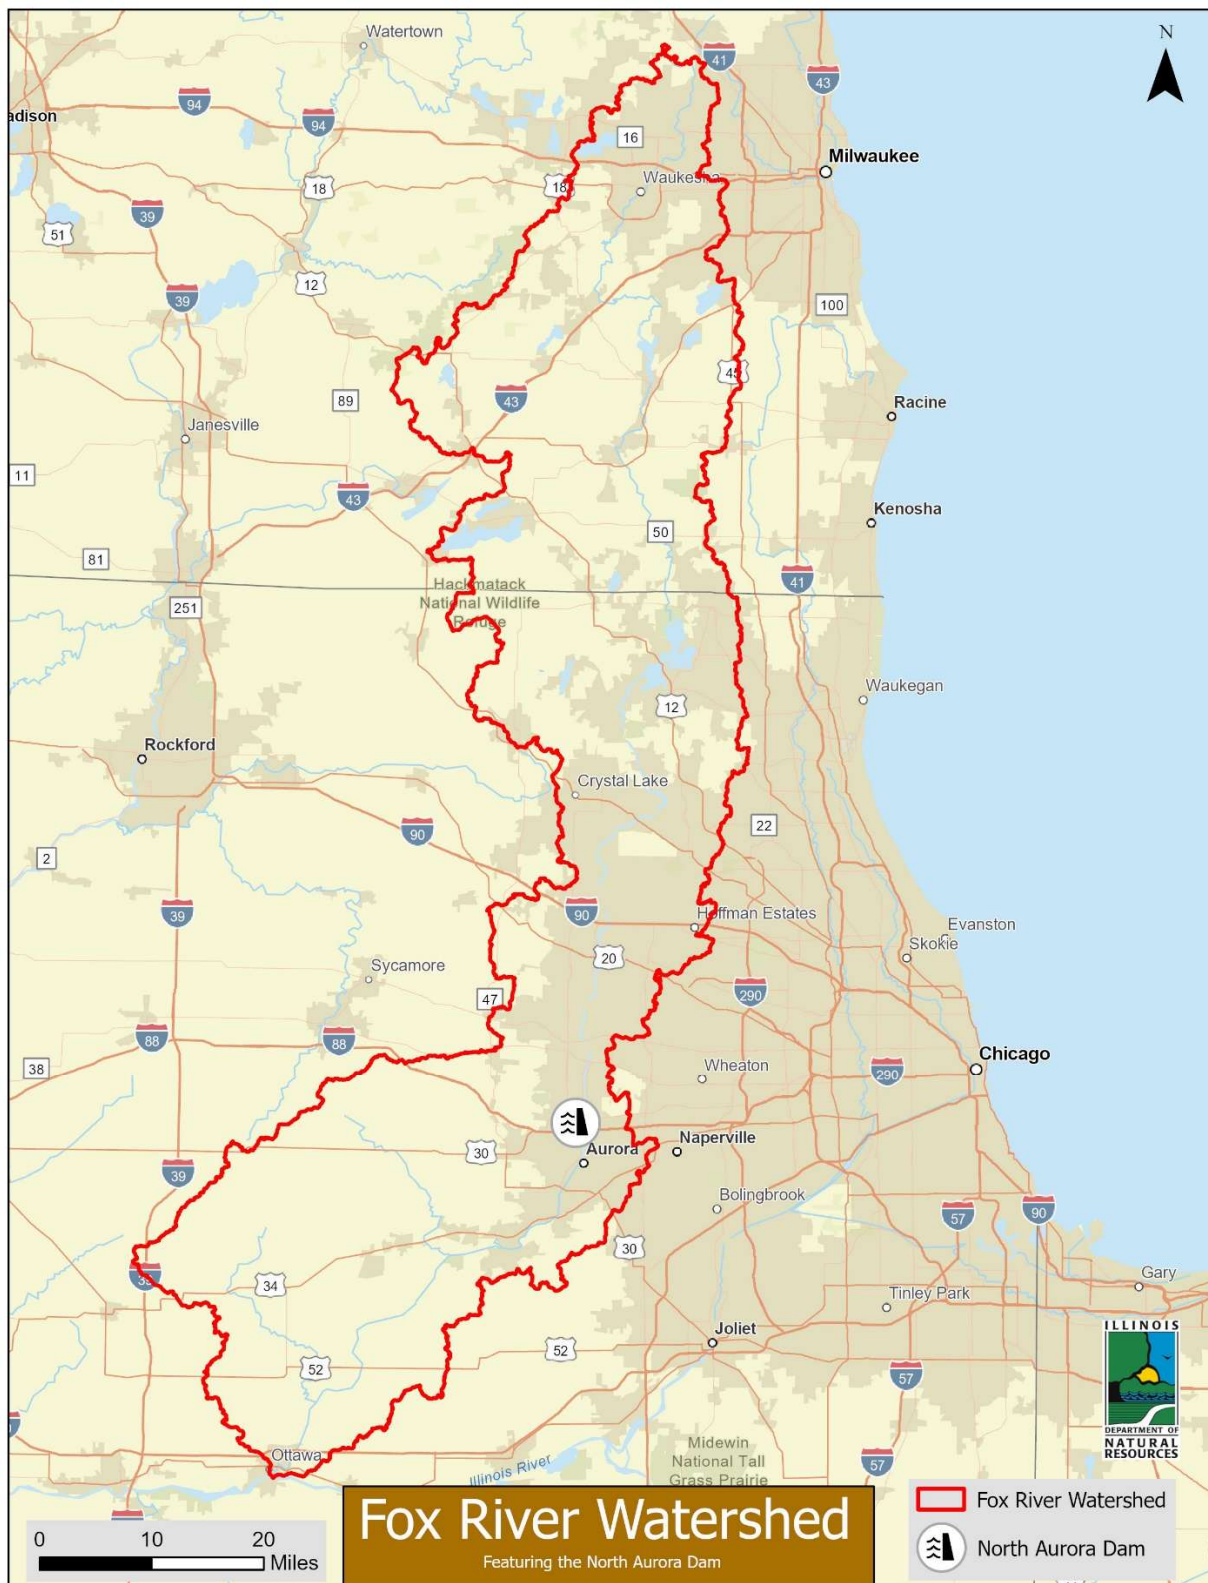 N
Watertown
41
43
94
adison
94
16
Milwaukee
18
18
Waukesha
39
51
12
39
100
45
89
43
Racine
Janesville
11
43
Kenosha
50
81
41
Hackmatack
National Wildlife
Refuge
251
Waukegan
12
Rockford
Crystal Lake
22
90
2
39
90
Hoffman Estates
Evanston
Skokie
20
Sycamore
47
290
88
88
38
Chicago
Wheaton
290
30
Aurora
Naperville
39
Bolingbrook
57
90
30
39
34
Gary
Tinley Park
Joliet
52
52
57
ILLINOIS
DEPARTMENT OF
NATURAL
RESOURCES
Ottawa
Illinois River
Midewin
National Tall
Grass Prairie
57
Fox River Watershed
Featuring the North Aurora Dam
Fox River Watershed
North Aurora Dam
0 10 20
Miles